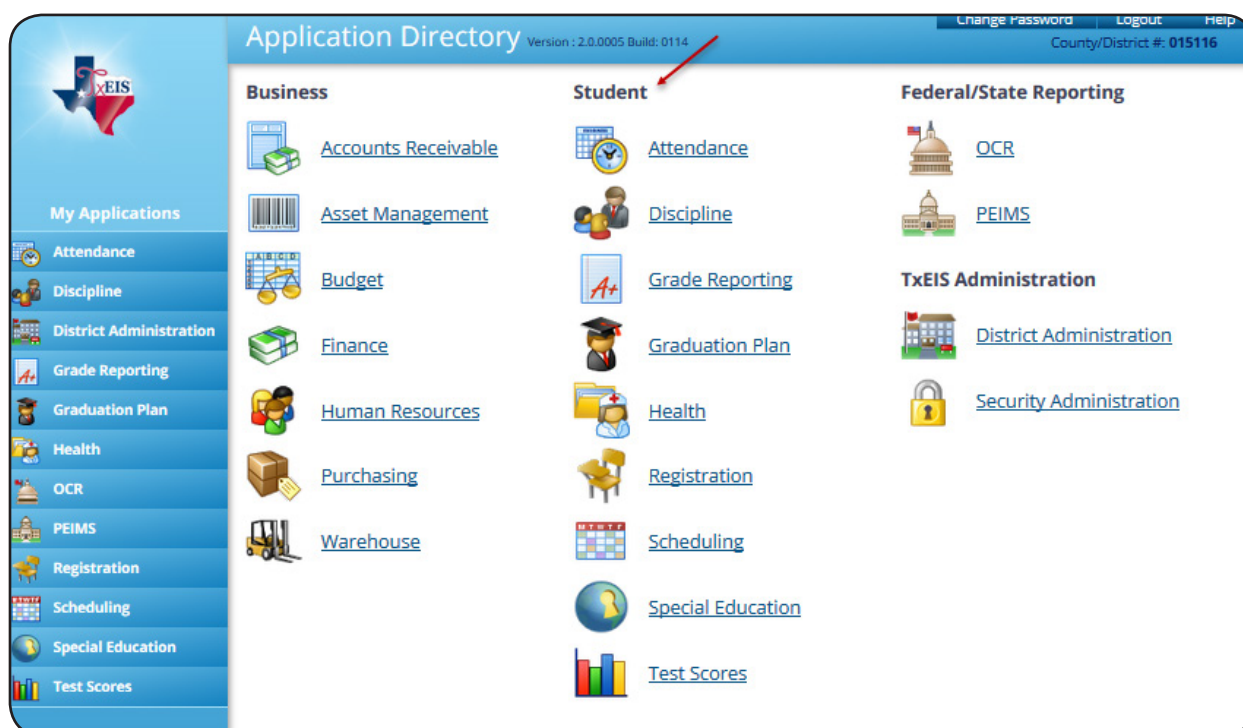 Change Password Logout Help
Application Directory Version : 2.0.0005 Build: 0114
County/District #: 015116
TxEIS
My Applications
Attendance
Discipline
District Administration
Grade Reporting
Graduation Plan
Health
OCR
PEIMS
Registration
Scheduling
Special Education
Test Scores
Business
Accounts Receivable
Asset Management
A B C D
Budget
Finance
Human Resources
Purchasing
Warehouse
Student
Attendance
Discipline
A+
Grade Reporting
Graduation Plan
Health
Registration
M T W T F
Scheduling
Special Education
Test Scores
Federal/State Reporting
OCR
PEIMS
TxEIS Administration
District Administration
Security Administration